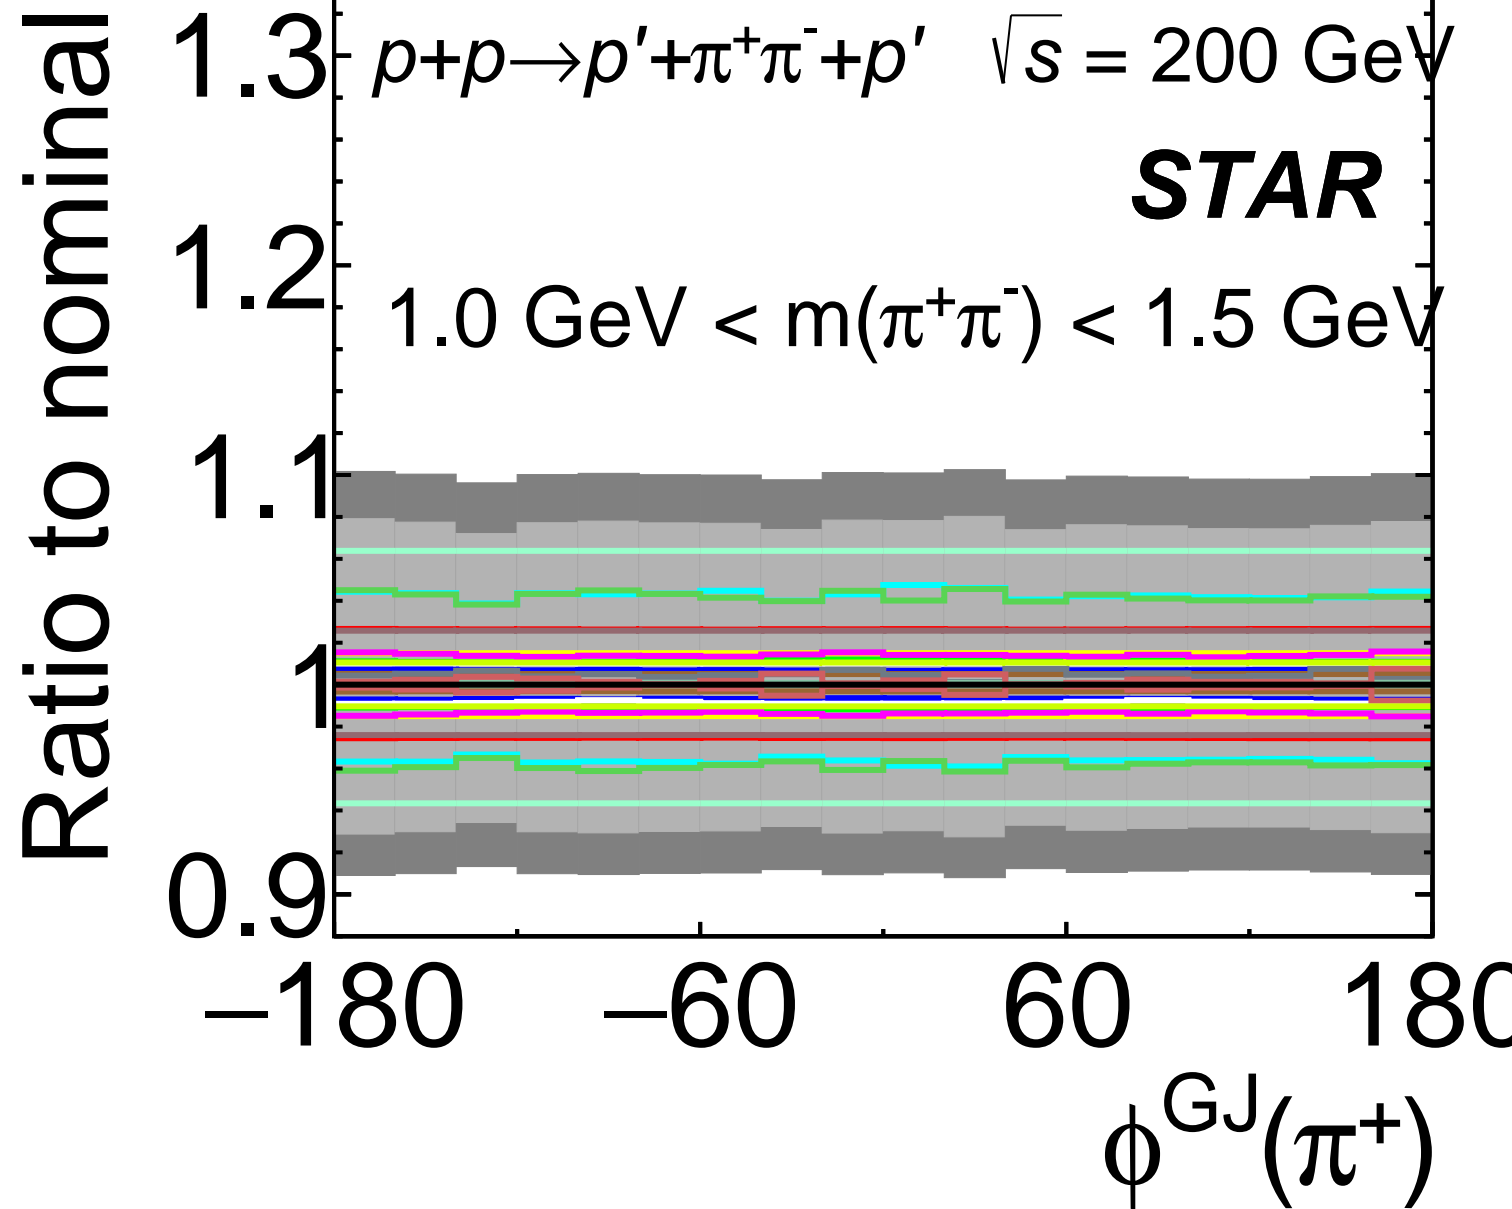 Ratio to nominal
1.3
1.2
1.1
1
0.9
p+p→p′+π⁺π⁻+p′ √s = 200 GeV
STAR
1.0 GeV < m(π⁺π⁻) < 1.5 GeV
−180 −60 60 180
ϕ^GJ(π⁺)